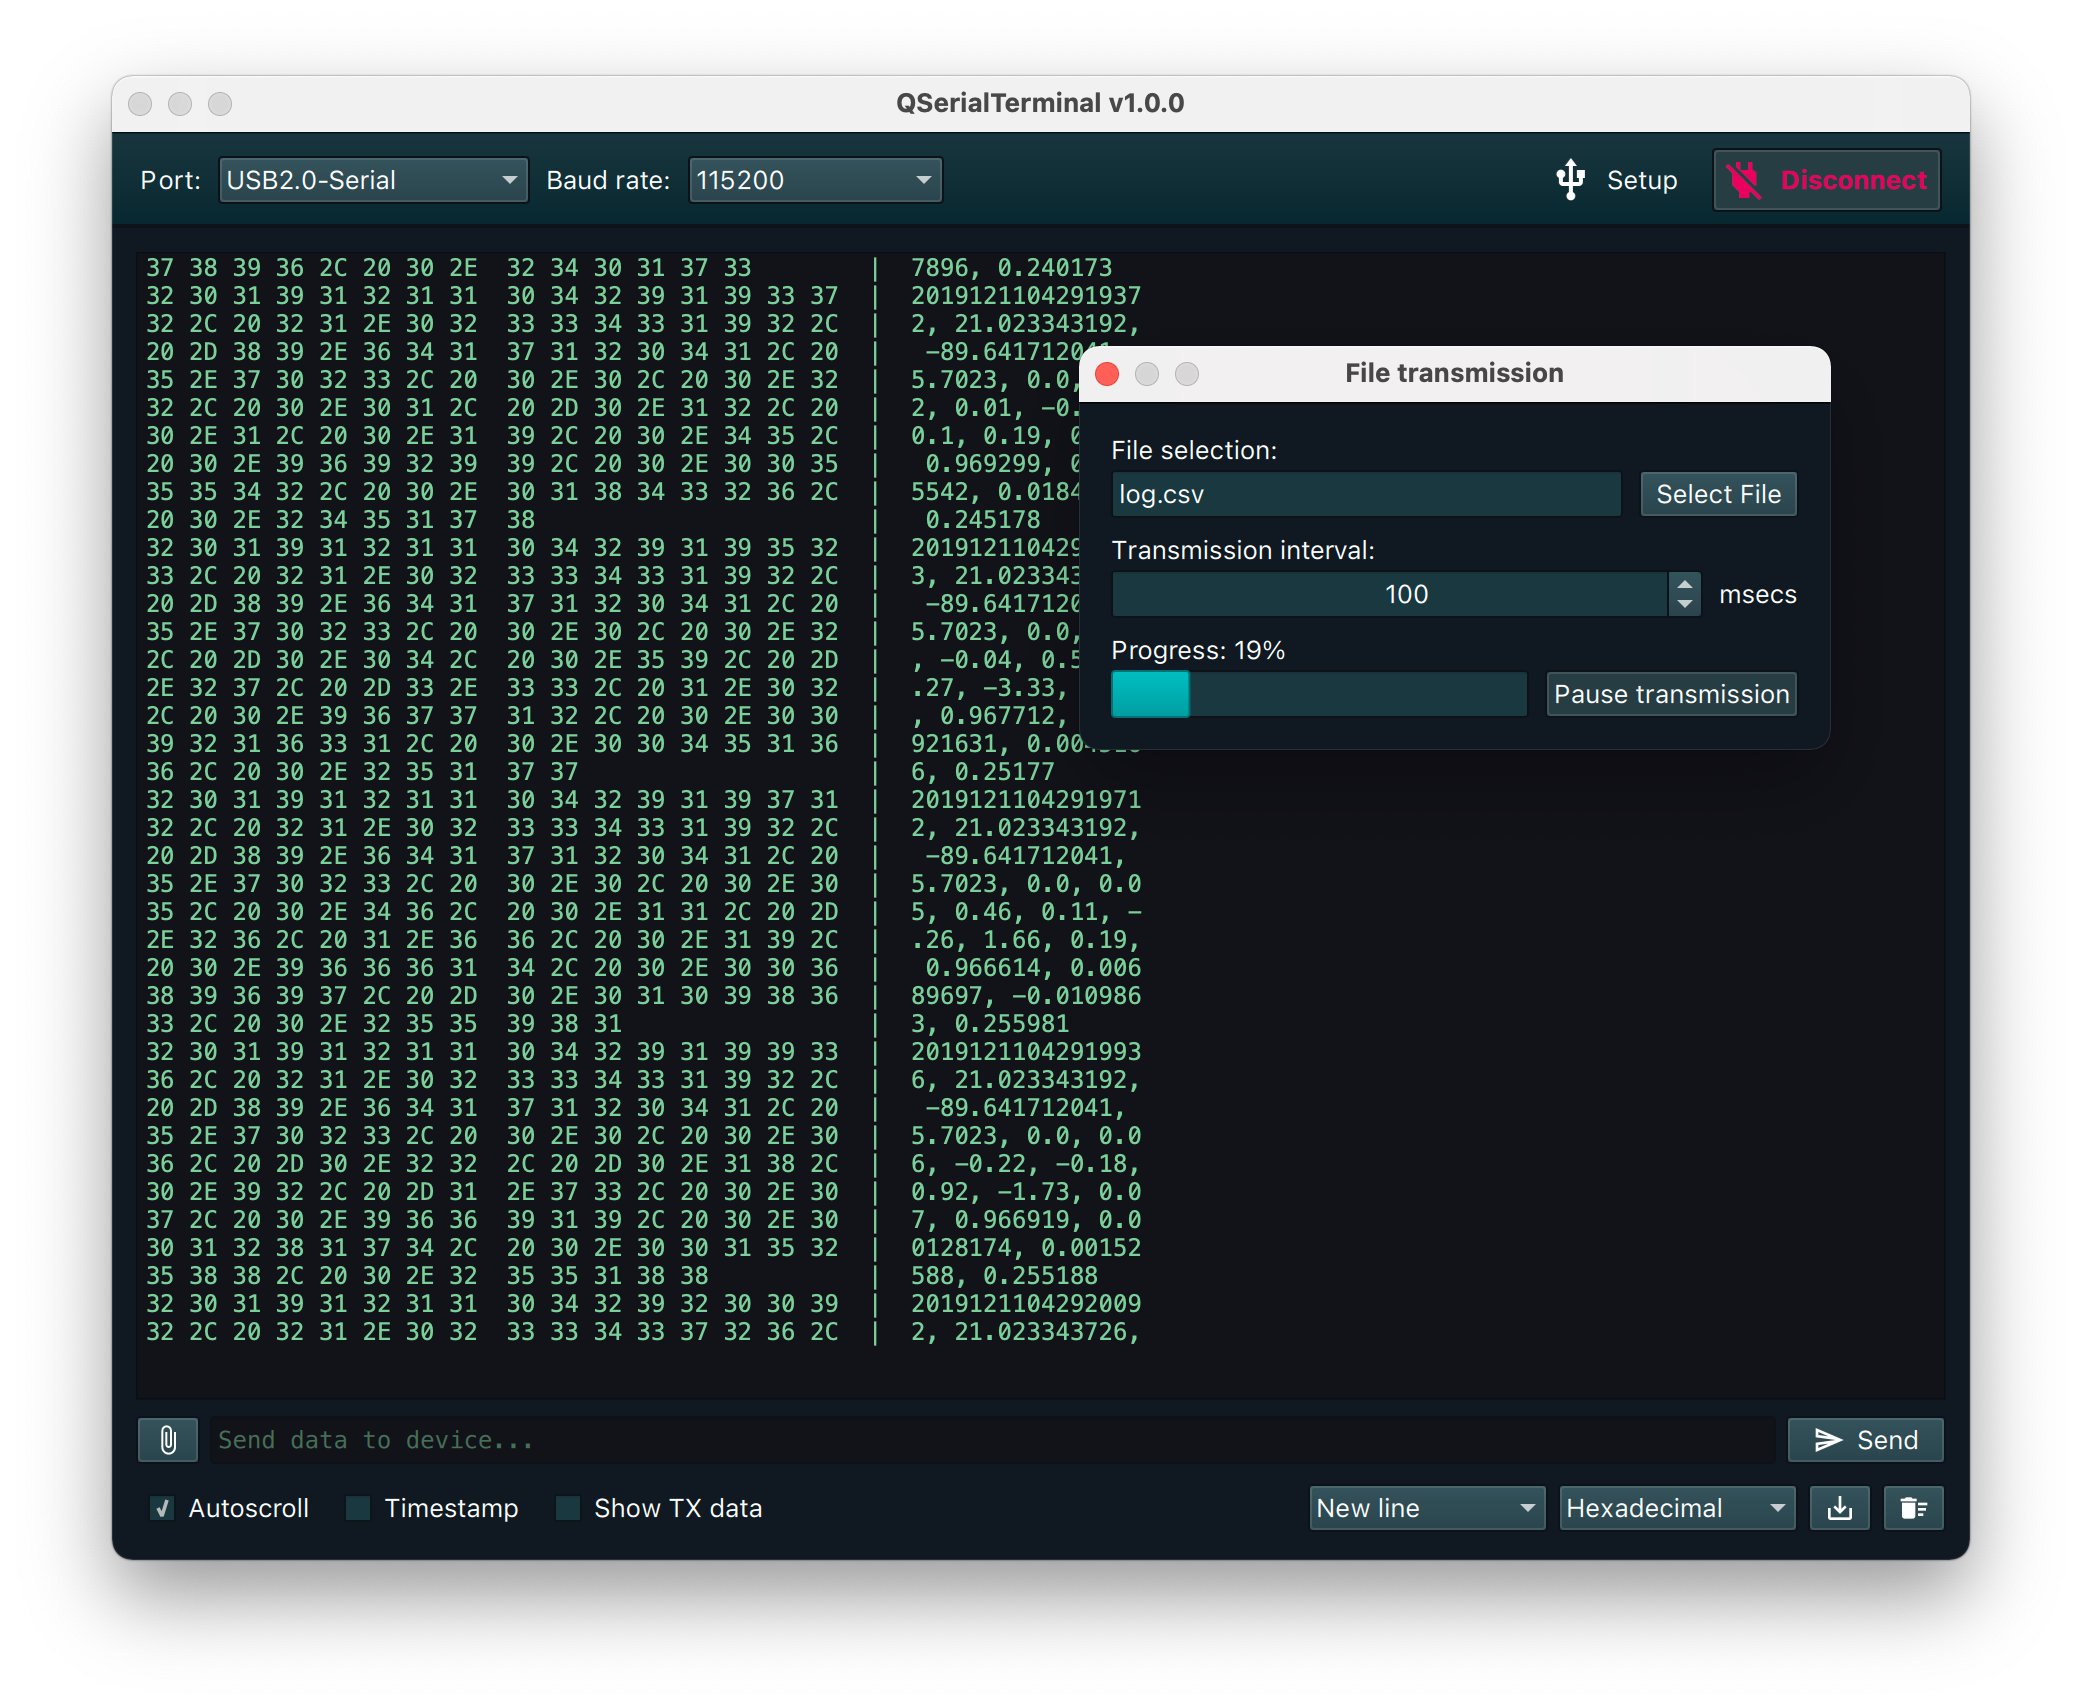 QSerialTerminal v1.0.0
Port: USB2.0-Serial Baud rate: 115200 Setup Disconnect
37 38 39 36 2C 20 30 2E 32 34 30 31 37 33 | 7896, 0.240173
32 30 31 39 31 32 31 31 30 34 32 39 31 39 33 37 | 2019121104291937
32 2C 20 32 31 2E 30 32 33 33 34 33 31 39 32 2C | 2, 21.023343192,
20 2D 38 39 2E 36 34 31 37 31 32 30 34 31 2C 20 | -89.641712041,
35 2E 37 30 32 33 2C 20 30 2E 30 2C 20 30 2E 32 | 5.7023, 0.0,
32 2C 20 30 2E 30 31 2C 20 2D 30 2E 31 32 2C 20 | 2, 0.01, -0.
30 2E 31 2C 20 30 2E 31 39 2C 20 30 2E 34 35 2C | 0.1, 0.19, 0
20 30 2E 39 36 39 32 39 39 2C 20 30 2E 30 30 35 | 0.969299, 0
35 35 34 32 2C 20 30 2E 30 31 38 34 33 32 36 2C | 5542, 0.0184
20 30 2E 32 34 35 31 37 38 | 0.245178
32 30 31 39 31 32 31 31 30 34 32 39 31 39 35 32 | 201912110429
33 2C 20 32 31 2E 30 32 33 33 34 33 31 39 32 2C | 3, 21.023343
20 2D 38 39 2E 36 34 31 37 31 32 30 34 31 2C 20 | -89.6417120
35 2E 37 30 32 33 2C 20 30 2E 30 2C 20 30 2E 32 | 5.7023, 0.0,
2C 20 2D 30 2E 30 34 2C 20 30 2E 35 39 2C 20 2D | , -0.04, 0.5
2E 32 37 2C 20 2D 33 2E 33 33 2C 20 31 2E 30 32 | .27, -3.33,
2C 20 30 2E 39 36 37 37 31 32 2C 20 30 2E 30 30 | , 0.967712,
39 32 31 36 33 31 2C 20 30 2E 30 30 34 35 31 36 | 921631, 0.004516
36 2C 20 30 2E 32 35 31 37 37 | 6, 0.25177
32 30 31 39 31 32 31 31 30 34 32 39 31 39 37 31 | 2019121104291971
32 2C 20 32 31 2E 30 32 33 33 34 33 31 39 32 2C | 2, 21.023343192,
20 2D 38 39 2E 36 34 31 37 31 32 30 34 31 2C 20 | -89.641712041,
35 2E 37 30 32 33 2C 20 30 2E 30 2C 20 30 2E 30 | 5.7023, 0.0, 0.0
35 2C 20 30 2E 34 36 2C 20 30 2E 31 31 2C 20 2D | 5, 0.46, 0.11, -
2E 32 36 2C 20 31 2E 36 36 2C 20 30 2E 31 39 2C | .26, 1.66, 0.19,
20 30 2E 39 36 36 36 31 34 2C 20 30 2E 30 30 36 | 0.966614, 0.006
38 39 36 39 37 2C 20 2D 30 2E 30 31 30 39 38 36 | 89697, -0.010986
33 2C 20 30 2E 32 35 35 39 38 31 | 3, 0.255981
32 30 31 39 31 32 31 31 30 34 32 39 31 39 39 33 | 2019121104291993
36 2C 20 32 31 2E 30 32 33 33 34 33 31 39 32 2C | 6, 21.023343192,
20 2D 38 39 2E 36 34 31 37 31 32 30 34 31 2C 20 | -89.641712041,
35 2E 37 30 32 33 2C 20 30 2E 30 2C 20 30 2E 30 | 5.7023, 0.0, 0.0
36 2C 20 2D 30 2E 32 32 2C 20 2D 30 2E 31 38 2C | 6, -0.22, -0.18,
30 2E 39 32 2C 20 2D 31 2E 37 33 2C 20 30 2E 30 | 0.92, -1.73, 0.0
37 2C 20 30 2E 39 36 36 39 31 39 2C 20 30 2E 30 | 7, 0.966919, 0.0
30 31 32 38 31 37 34 2C 20 30 2E 30 30 31 35 32 | 0128174, 0.00152
35 38 38 2C 20 30 2E 32 35 35 31 38 38 | 588, 0.255188
32 30 31 39 31 32 31 31 30 34 32 39 32 30 30 39 | 2019121104292009
32 2C 20 32 31 2E 30 32 33 33 34 33 37 32 36 2C | 2, 21.023343726,
File transmission
File selection:
log.csv Select File
Transmission interval:
100 msecs
Progress: 19%
Pause transmission
Send data to device... Send
Autoscroll Timestamp Show TX data New line Hexadecimal